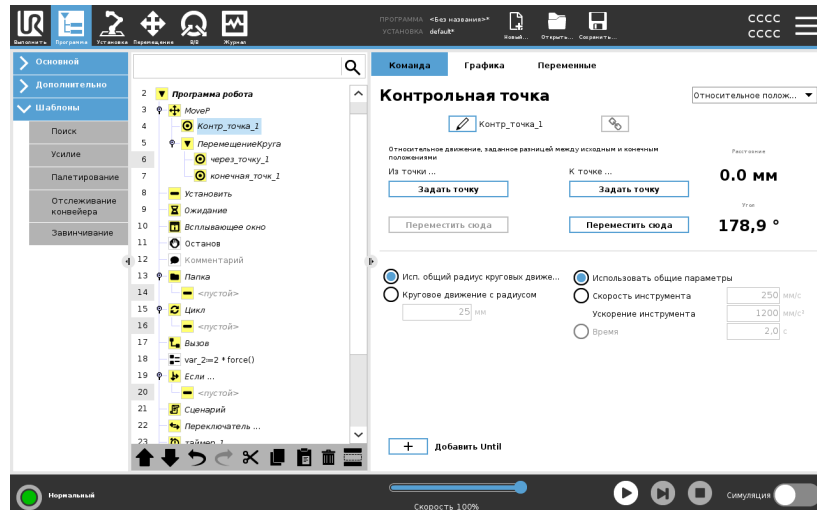 UR
ПРОГРАММА <Без названия>*
УСТАНОВКА default*
Выполнить
Программа
Установка
Перемещение
В/В
Журнал
Новый...
Открыть...
Сохранить...
CCCC
CCCC
Основной
Дополнительно
Шаблоны
Поиск
Усилие
Палетирование
Отслеживание
конвейера
Завинчивание
2 Программа робота
3 MoveP
4 Контр_точка_1
5 ПеремещениеКруга
6 через_точку_1
7 конечная_точк_1
8 Установить
9 Ожидание
10 Всплывающее окно
11 Останов
12 Комментарий
13 Папка
14 <пустой>
15 Цикл
16 <пустой>
17 Вызов
18 var_2≔2 * force()
19 Если ...
20 <пустой>
21 Сценарий
22 Переключатель ...
23 таймер_1
Команда
Графика
Переменные
Контрольная точка
Относительное полож...
Контр_точка_1
Относительное движение, заданное разницей между исходным и конечным
положениями
Из точки ...
Задать точку
Переместить сюда
К точке ...
Задать точку
Переместить сюда
Расстояние
0.0 мм
Угол
178,9 °
Исп. общий радиус круговых движе...
Круговое движение с радиусом
25 мм
Использовать общие параметры
Скорость инструмента 250 мм/с
Ускорение инструмента 1200 мм/с²
Время 2,0 с
Добавить Until
Нормальный
Скорость 100%
Симуляция